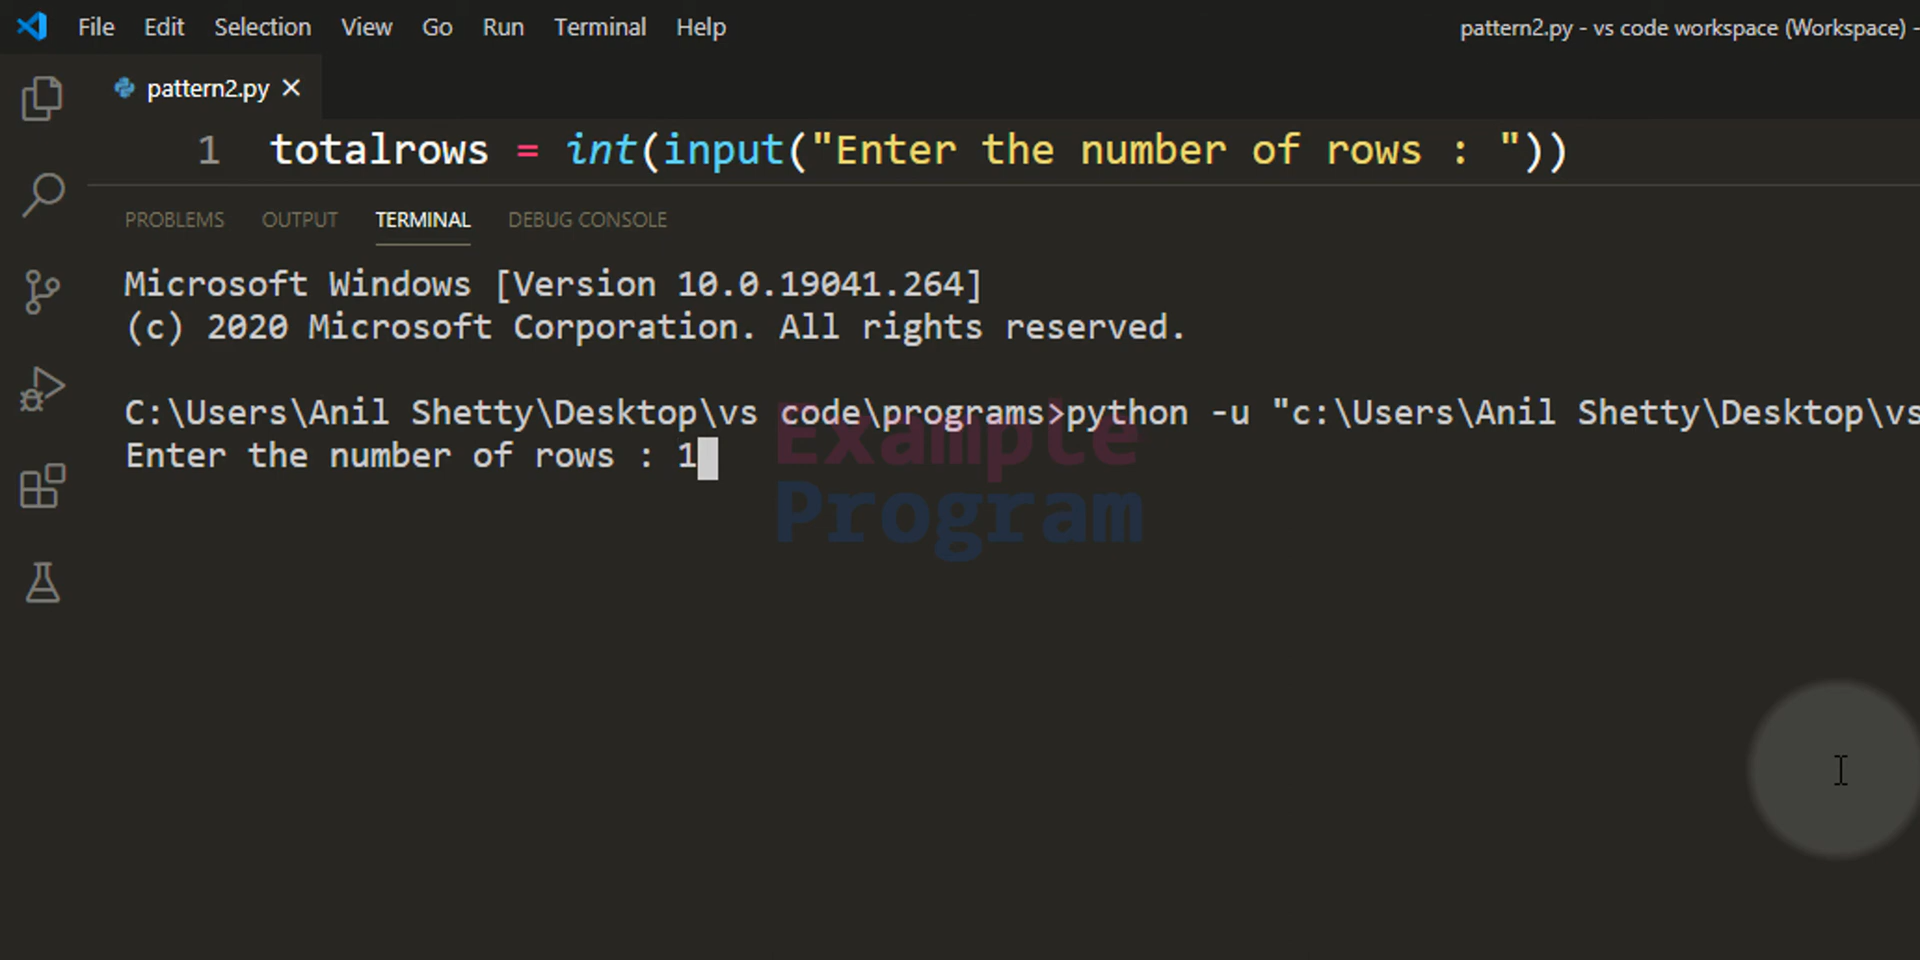 File Edit Selection View Go Run Terminal Help pattern2.py - vs code workspace (Workspace) -
pattern2.py ×
1 totalrows = int(input("Enter the number of rows : "))
PROBLEMS OUTPUT TERMINAL DEBUG CONSOLE
Microsoft Windows [Version 10.0.19041.264]
(c) 2020 Microsoft Corporation. All rights reserved.
C:\Users\Anil Shetty\Desktop\vs code\programs>python -u "c:\Users\Anil Shetty\Desktop\vs
Enter the number of rows : 1
Example
Program